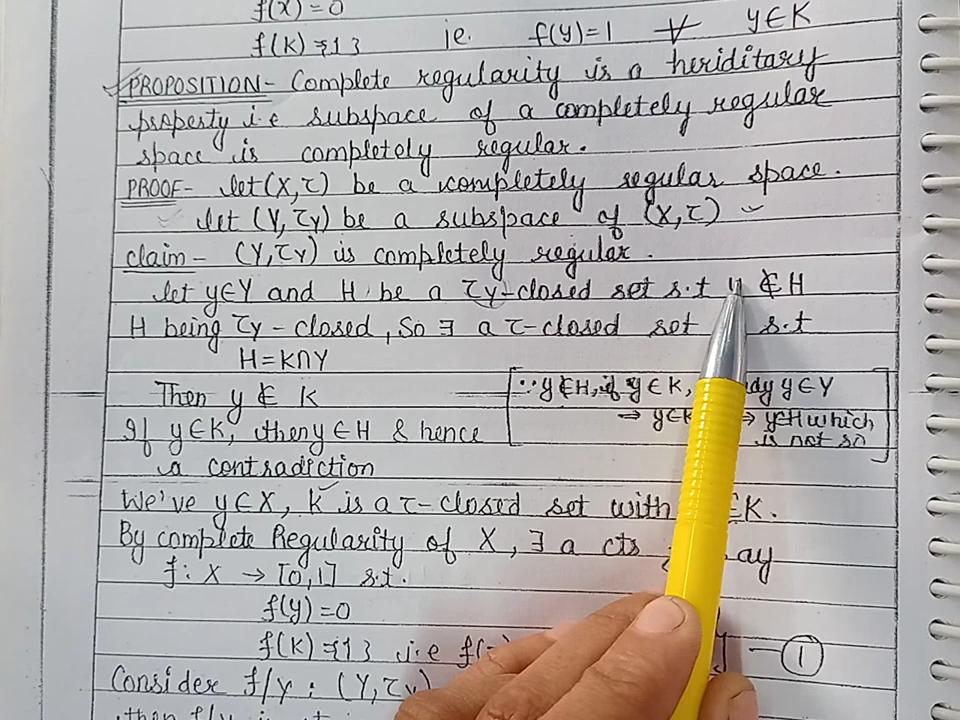 f(x) = 0
f(K) = {1} ie. f(y) = 1 ∀ y∈K
PROPOSITION - Complete regularity is a heriditary
property i.e subspace of a completely regular
space is completely regular.
PROOF - let (X,τ) be a completely regular space.
let (Y,τY) be a subspace of (X,τ)
claim - (Y,τY) is completely regular.
let y∈Y and H be a τY-closed set s.t y ∉ H
H being τY-closed, So ∃ a τ-closed set s.t
H = K∩Y
Then y ∉ K
[∵ y∉H, if y∈K, y∈Y
→ y∈K ⇒ y∈H which
is not so]
If y∈K, then y∈H & hence
a contradiction
We've y∈X, K is a τ-closed set with K.
By complete Regularity of X, ∃ a cts say
f : X → [0,1] s.t.
f(y) = 0
f(K) = {1} i.e — ①
Consider f/Y : (Y,τY)